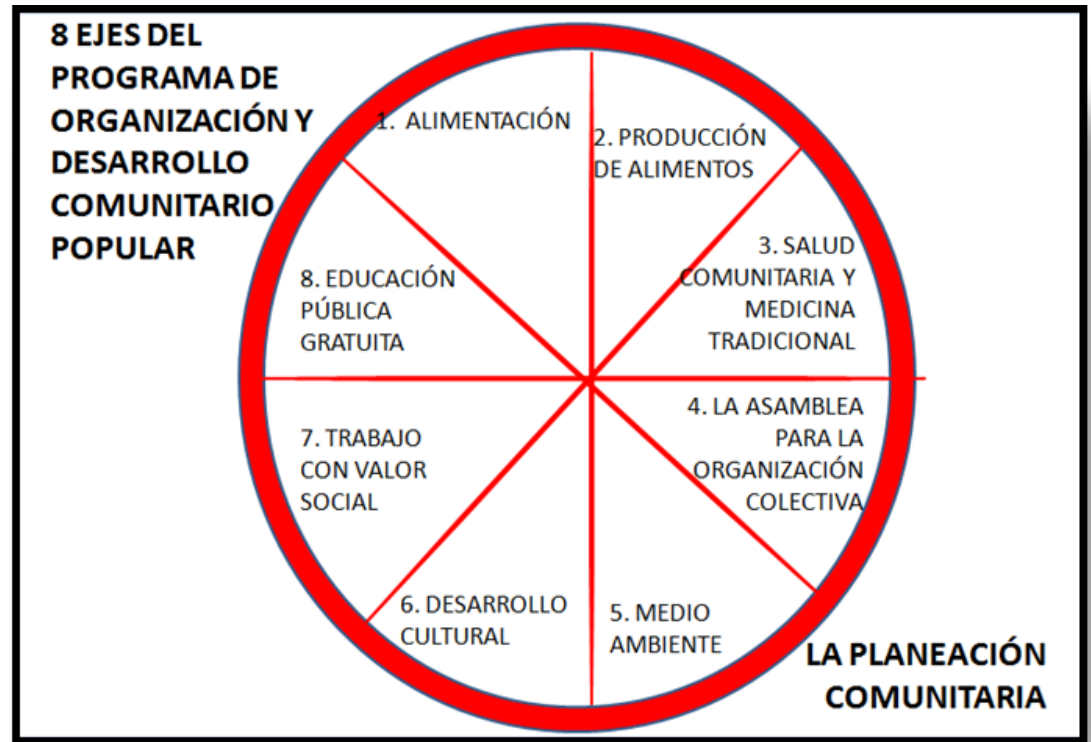 8 EJES DEL
PROGRAMA DE
ORGANIZACIÓN Y
DESARROLLO
COMUNITARIO
POPULAR
1. ALIMENTACIÓN
2. PRODUCCIÓN
DE ALIMENTOS
3. SALUD
COMUNITARIA Y
MEDICINA
TRADICIONAL
4. LA ASAMBLEA
PARA LA
ORGANIZACIÓN
COLECTIVA
5. MEDIO
AMBIENTE
6. DESARROLLO
CULTURAL
7. TRABAJO
CON VALOR
SOCIAL
8. EDUCACIÓN
PÚBLICA
GRATUITA
LA PLANEACIÓN
COMUNITARIA